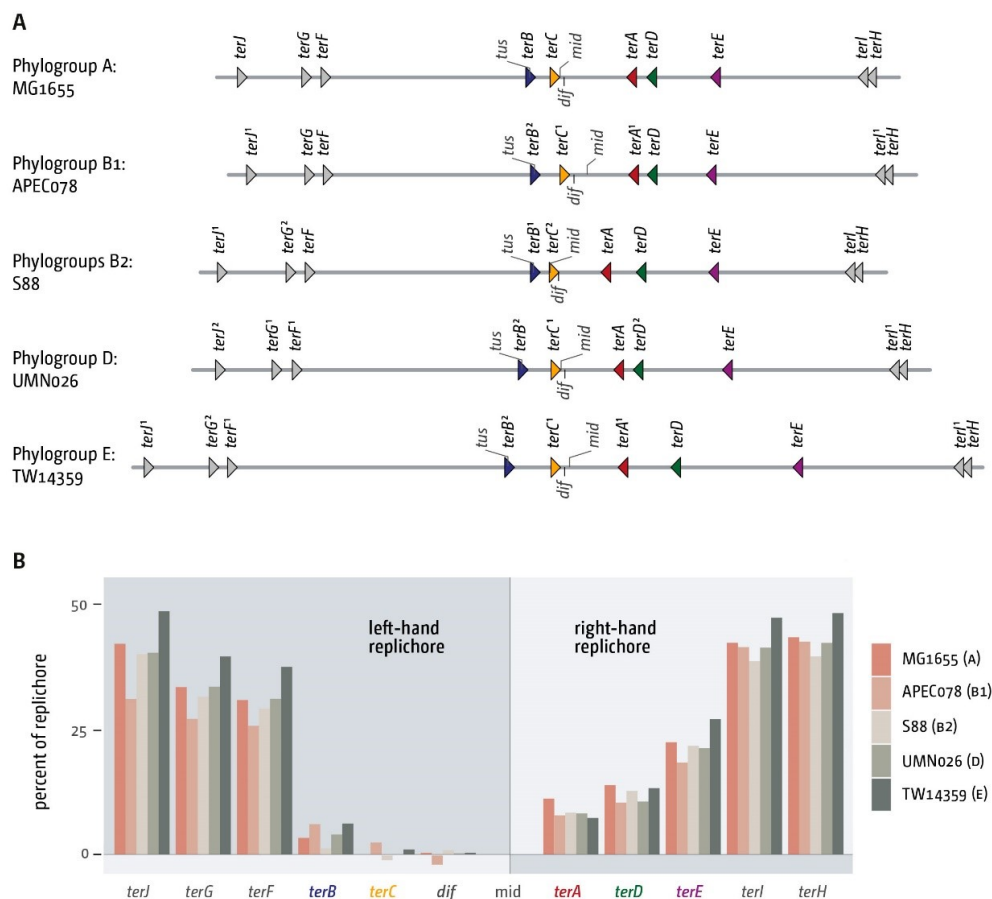 A
terJ terG terF tus terB terC mid terA terD terE terI terH
Phylogroup A:
MG1655
dif
terJ¹ terG terF tus terB² terC¹ mid terA¹ terD terE terI¹ terH
Phylogroup B1:
APEC078
dif
terJ¹ terG² terF tus terB¹ terC² mid terA terD terE terI terH
Phylogroups B2:
S88
dif
terJ² terG¹ terF¹ tus terB² terC¹ mid terA terD² terE terI¹ terH
Phylogroup D:
UMN026
dif
terJ¹ terG² terF¹ tus terB² terC¹ mid terA¹ terD terE terI¹ terH
Phylogroup E:
TW14359
dif
B
percent of replichore
50
25
0
left-hand
replichore
right-hand
replichore
MG1655 (A)
APEC078 (B1)
S88 (B2)
UMN026 (D)
TW14359 (E)
terJ terG terF terB terC dif mid terA terD terE terI terH